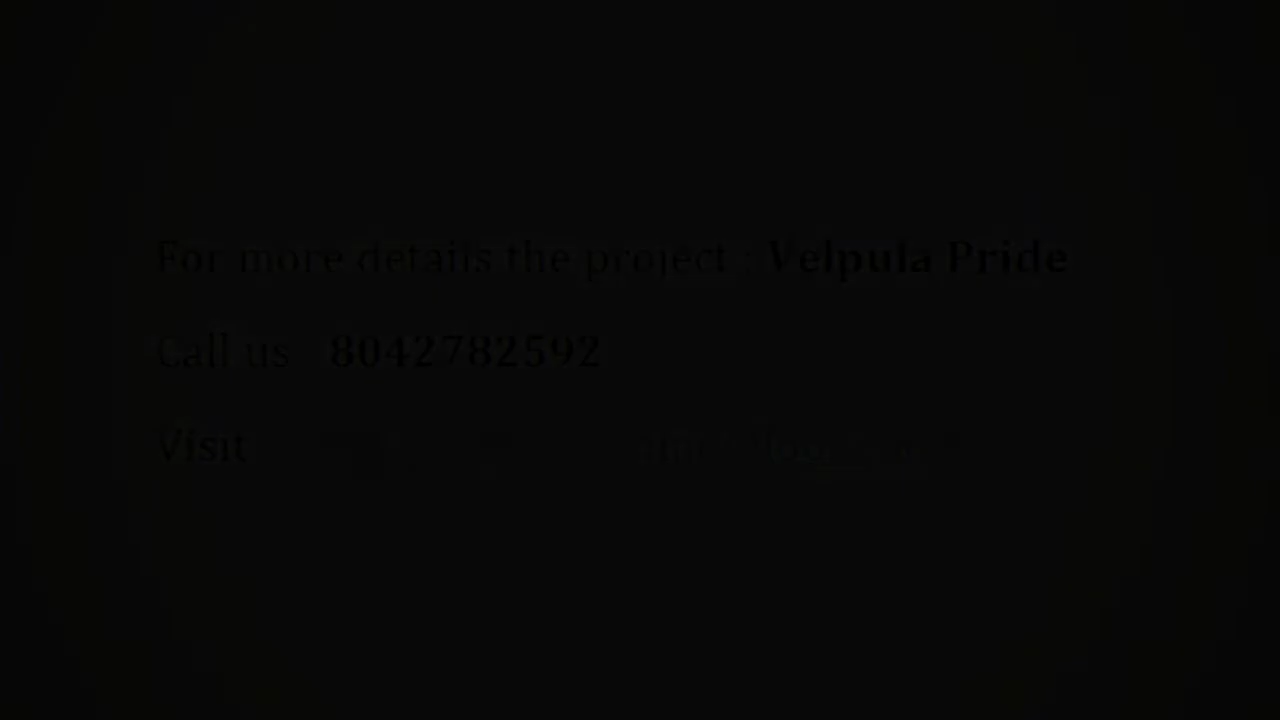 For more details the project : Velpula Pride
Call us 8042782592
Visit